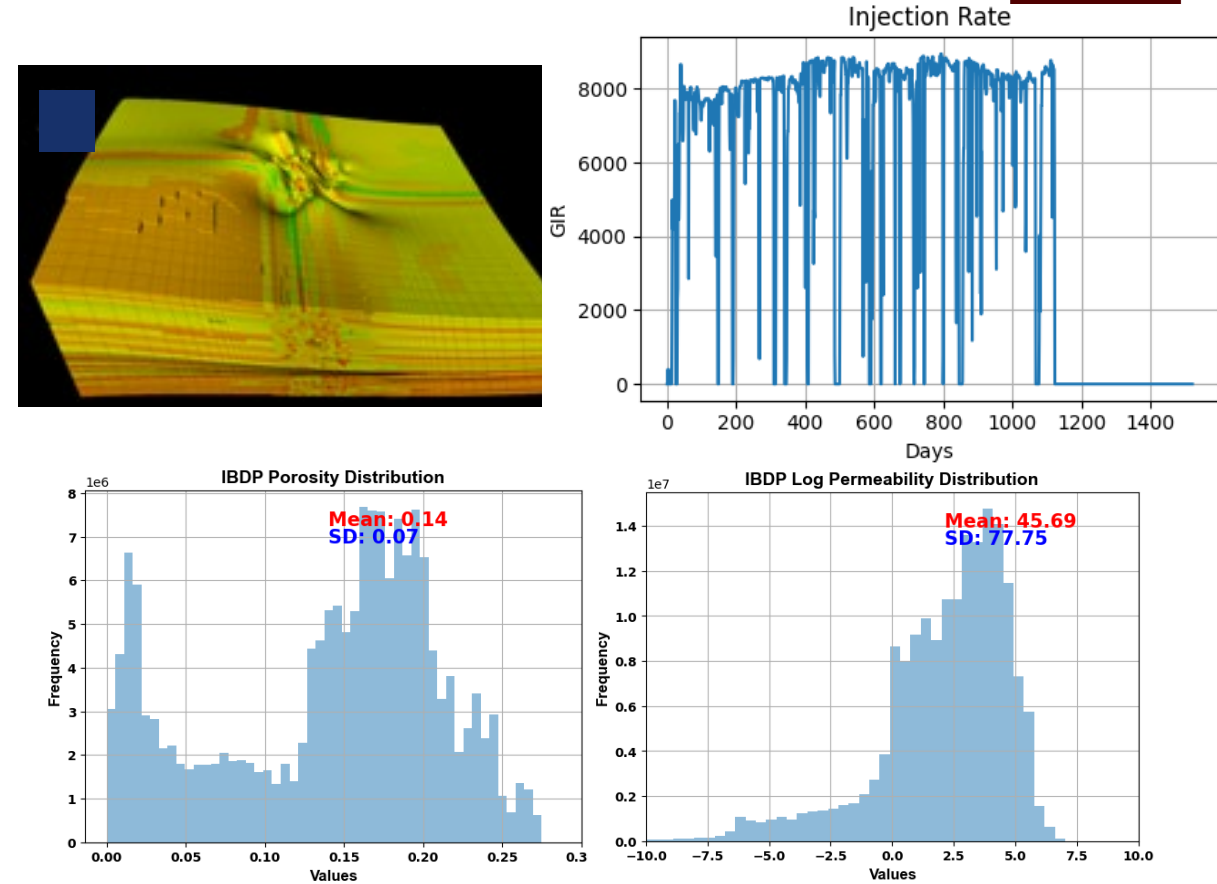 Injection Rate
GIR
8000
6000
4000
2000
0
0 200 400 600 800 1000 1200 1400
Days
IBDP Porosity Distribution
1e6
Mean: 0.14
SD: 0.07
Frequency
8
7
6
5
4
3
2
1
0
0.00 0.05 0.10 0.15 0.20 0.25 0.3
Values
IBDP Log Permeability Distribution
1e7
Mean: 45.69
SD: 77.75
Frequency
1.4
1.2
1.0
0.8
0.6
0.4
0.2
0.0
−10.0 −7.5 −5.0 −2.5 0.0 2.5 5.0 7.5 10.0
Values